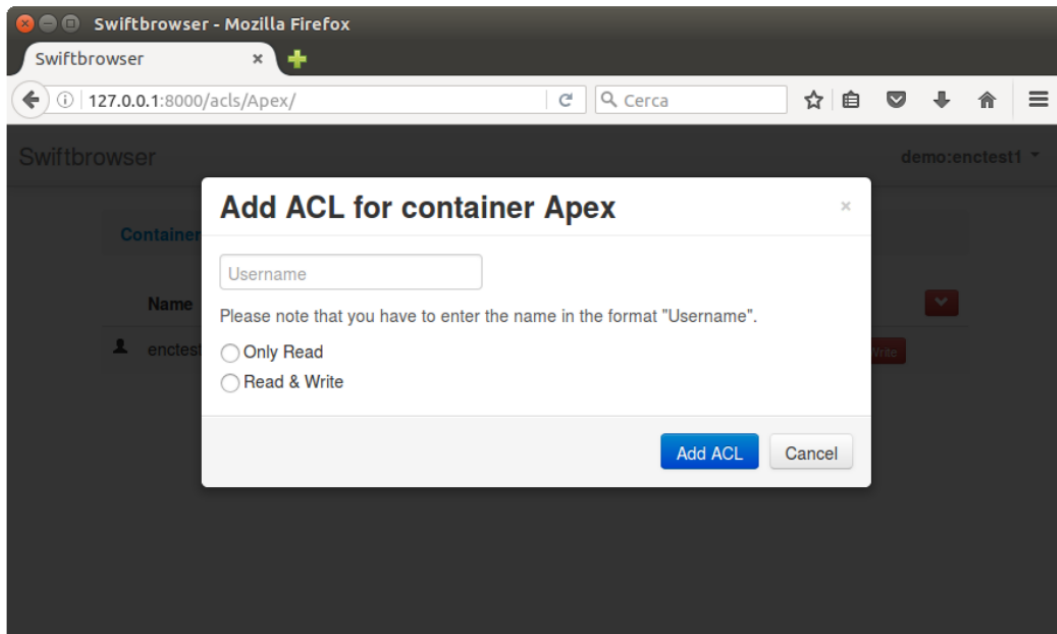 Swiftbrowser - Mozilla Firefox
Swiftbrowser
127.0.0.1:8000/acls/Apex/
Cerca
Swiftbrowser
demo:enctest1
Add ACL for container Apex
Container
Username
Name
Please note that you have to enter the name in the format "Username".
enctest
Write
Only Read
Read & Write
Add ACL
Cancel